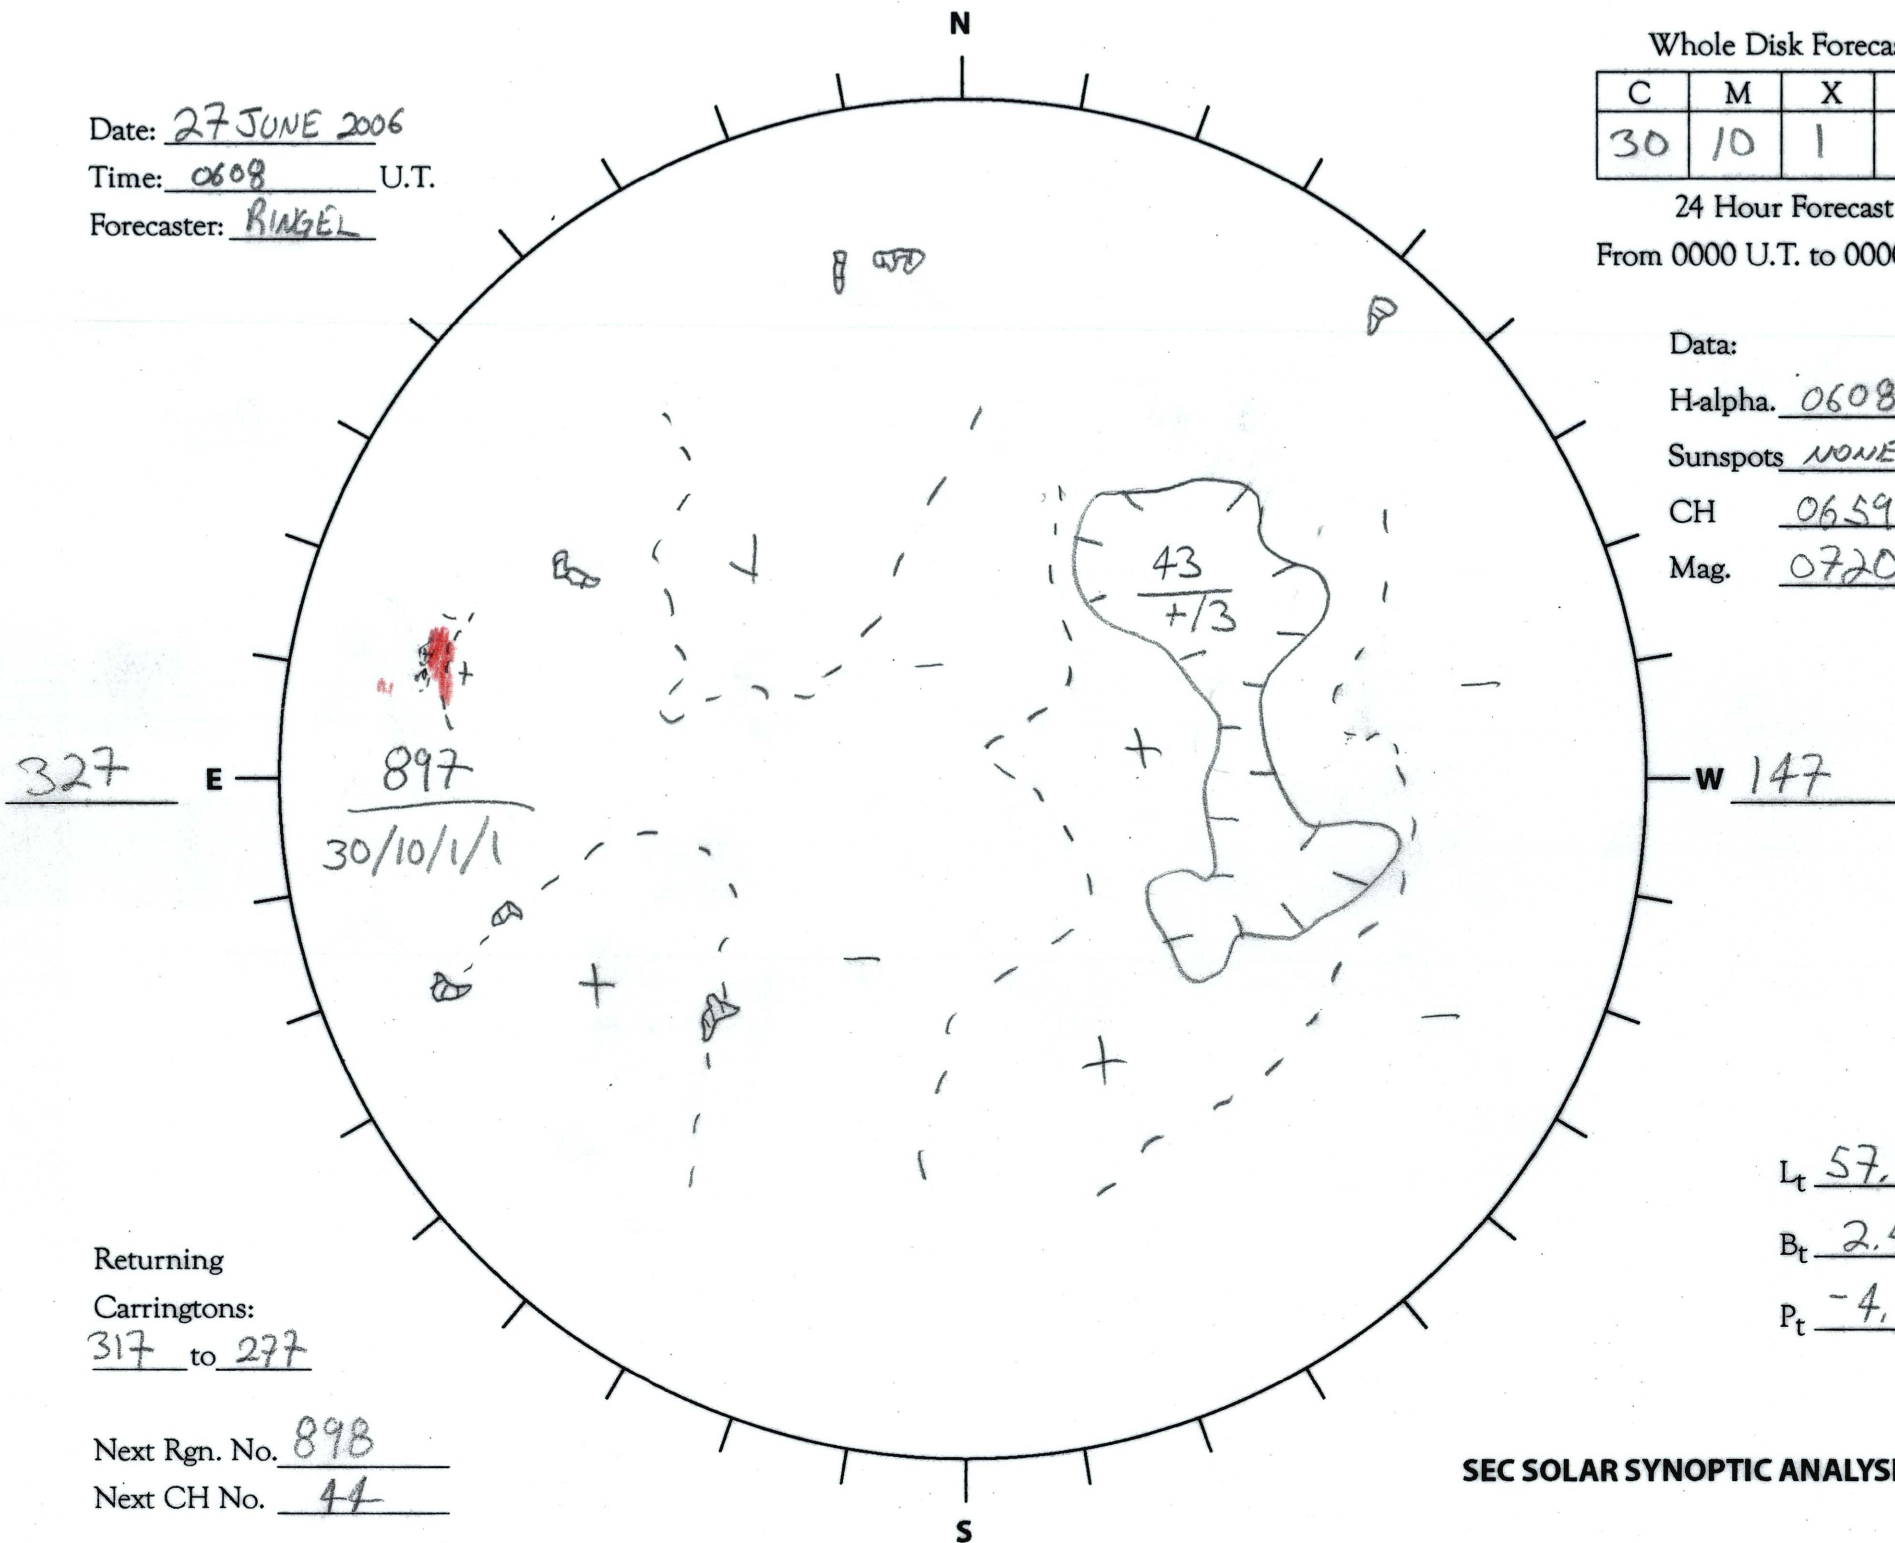 N
Whole Disk Foreca
C M X
30 10 1
24 Hour Forecast
From 0000 U.T. to 000
Date: 27 JUNE 2006
Time: 0608 U.T.
Forecaster: RINGEL
Data:
H-alpha. 0608
Sunspots NONE
CH 0659
Mag. 0720
43
+/3
-
-
+
+
327 E
897
30/10/1/1
W 147
+
-
-
+
Lt 57.
Bt 2.4
Pt -4.
Returning
Carringtons:
317 to 277
Next Rgn. No. 898
Next CH No. 44
SEC SOLAR SYNOPTIC ANALYSI
S